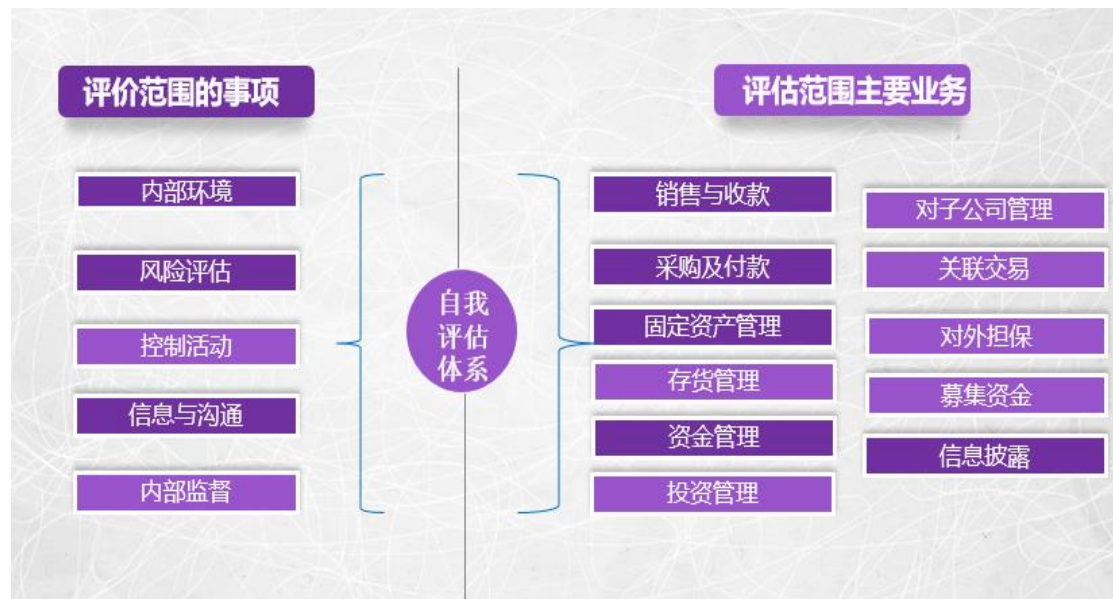 评价范围的事项
评估范围主要业务
内部环境
风险评估
控制活动
信息与沟通
内部监督
自我
评估
体系
销售与收款
采购及付款
固定资产管理
存货管理
资金管理
投资管理
对子公司管理
关联交易
对外担保
募集资金
信息披露